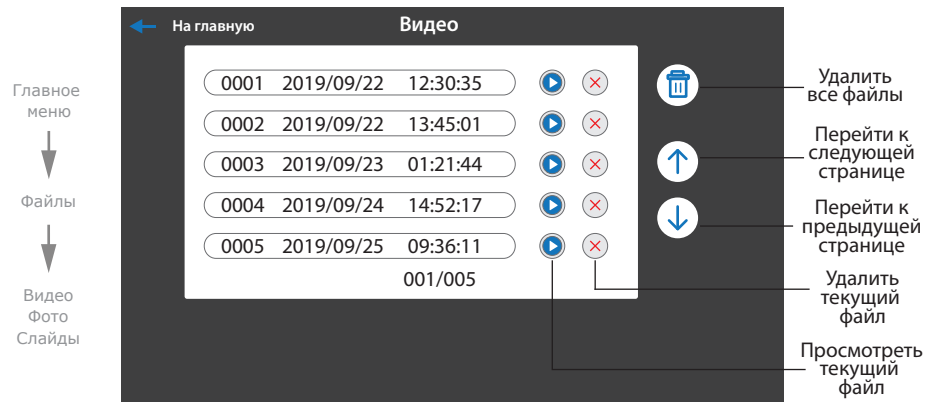 На главную
Видео
Главное
меню
Файлы
Видео
Фото
Слайды
0001 2019/09/22 12:30:35
0002 2019/09/22 13:45:01
0003 2019/09/23 01:21:44
0004 2019/09/24 14:52:17
0005 2019/09/25 09:36:11
001/005
Удалить
все файлы
Перейти к
следующей
странице
Перейти к
предыдущей
странице
Удалить
текущий
файл
Просмотреть
текущий
файл